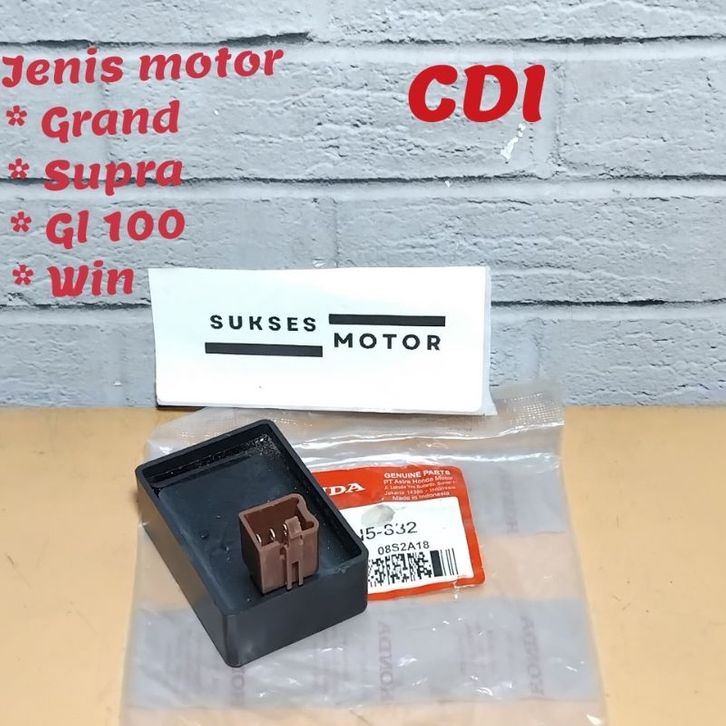 Jenis motor
* Grand
* Supra
* Gl 100
* Win
CDI
SUKSES
MOTOR
GENUINE PARTS
PT Astra Honda Motor
Made in Indonesia
08S2A18
HONDA